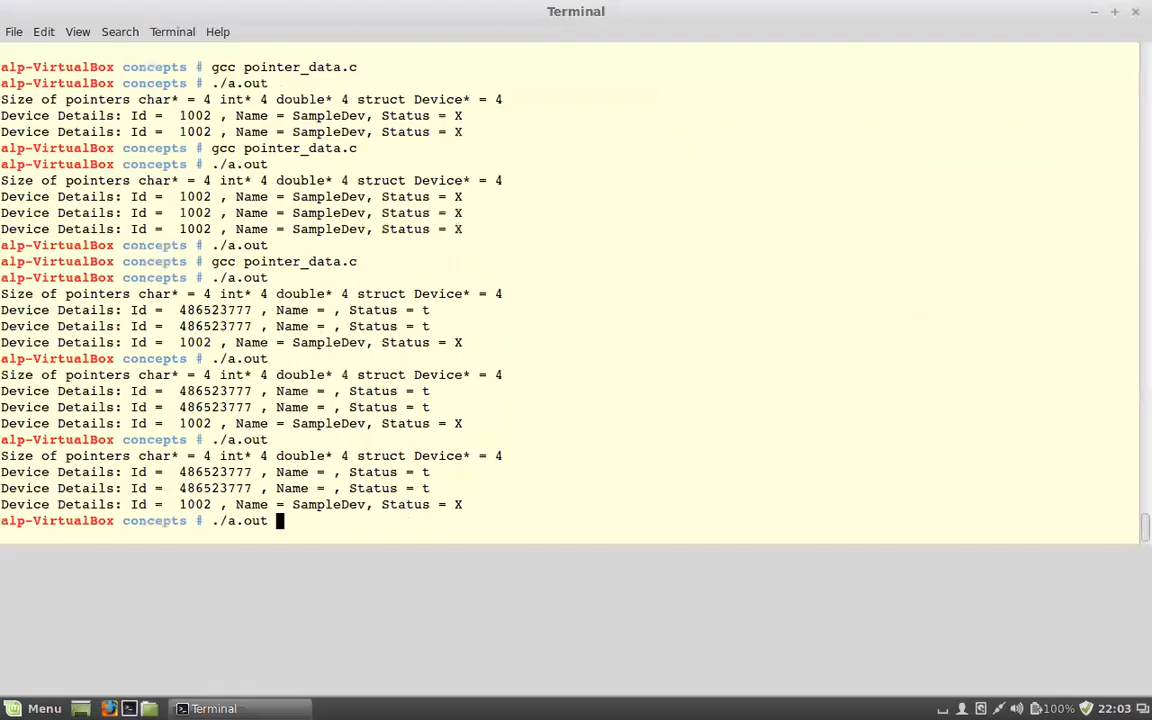 Terminal
File Edit View Search Terminal Help
alp-VirtualBox concepts # gcc pointer_data.c
alp-VirtualBox concepts # ./a.out
Size of pointers char* = 4 int* 4 double* 4 struct Device* = 4
Device Details: Id =  1002 , Name = SampleDev, Status = X
Device Details: Id =  1002 , Name = SampleDev, Status = X
alp-VirtualBox concepts # gcc pointer_data.c
alp-VirtualBox concepts # ./a.out
Size of pointers char* = 4 int* 4 double* 4 struct Device* = 4
Device Details: Id =  1002 , Name = SampleDev, Status = X
Device Details: Id =  1002 , Name = SampleDev, Status = X
Device Details: Id =  1002 , Name = SampleDev, Status = X
alp-VirtualBox concepts # ./a.out
alp-VirtualBox concepts # gcc pointer_data.c
alp-VirtualBox concepts # ./a.out
Size of pointers char* = 4 int* 4 double* 4 struct Device* = 4
Device Details: Id =  486523777 , Name = , Status = t
Device Details: Id =  486523777 , Name = , Status = t
Device Details: Id =  1002 , Name = SampleDev, Status = X
alp-VirtualBox concepts # ./a.out
Size of pointers char* = 4 int* 4 double* 4 struct Device* = 4
Device Details: Id =  486523777 , Name = , Status = t
Device Details: Id =  486523777 , Name = , Status = t
Device Details: Id =  1002 , Name = SampleDev, Status = X
alp-VirtualBox concepts # ./a.out
Size of pointers char* = 4 int* 4 double* 4 struct Device* = 4
Device Details: Id =  486523777 , Name = , Status = t
Device Details: Id =  486523777 , Name = , Status = t
Device Details: Id =  1002 , Name = SampleDev, Status = X
alp-VirtualBox concepts # ./a.out
Menu Terminal 100% 22:03